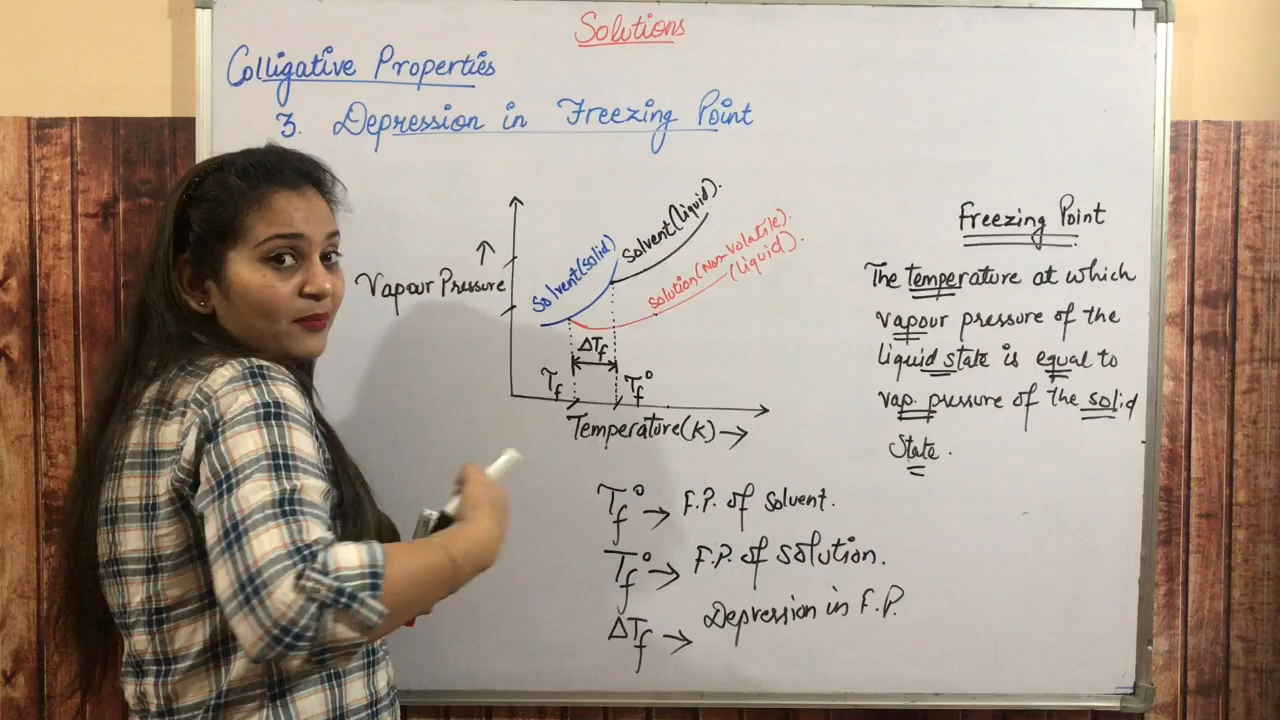 Solutions
Colligative Properties
3. Depression in Freezing Point
Vapour Pressure ↑
Solvent(solid)
Solvent(liquid).
Solution(Non-volatile).
(liquid).
ΔTf
Tf
Tf°
Temperature(K) →
Freezing Point
The temperature at which
vapour pressure of the
liquid state is equal to
vap. pressure of the solid
State.
Tf° → F.P. of solvent.
Tf° → F.P. of solution.
ΔTf → Depression in F.P.